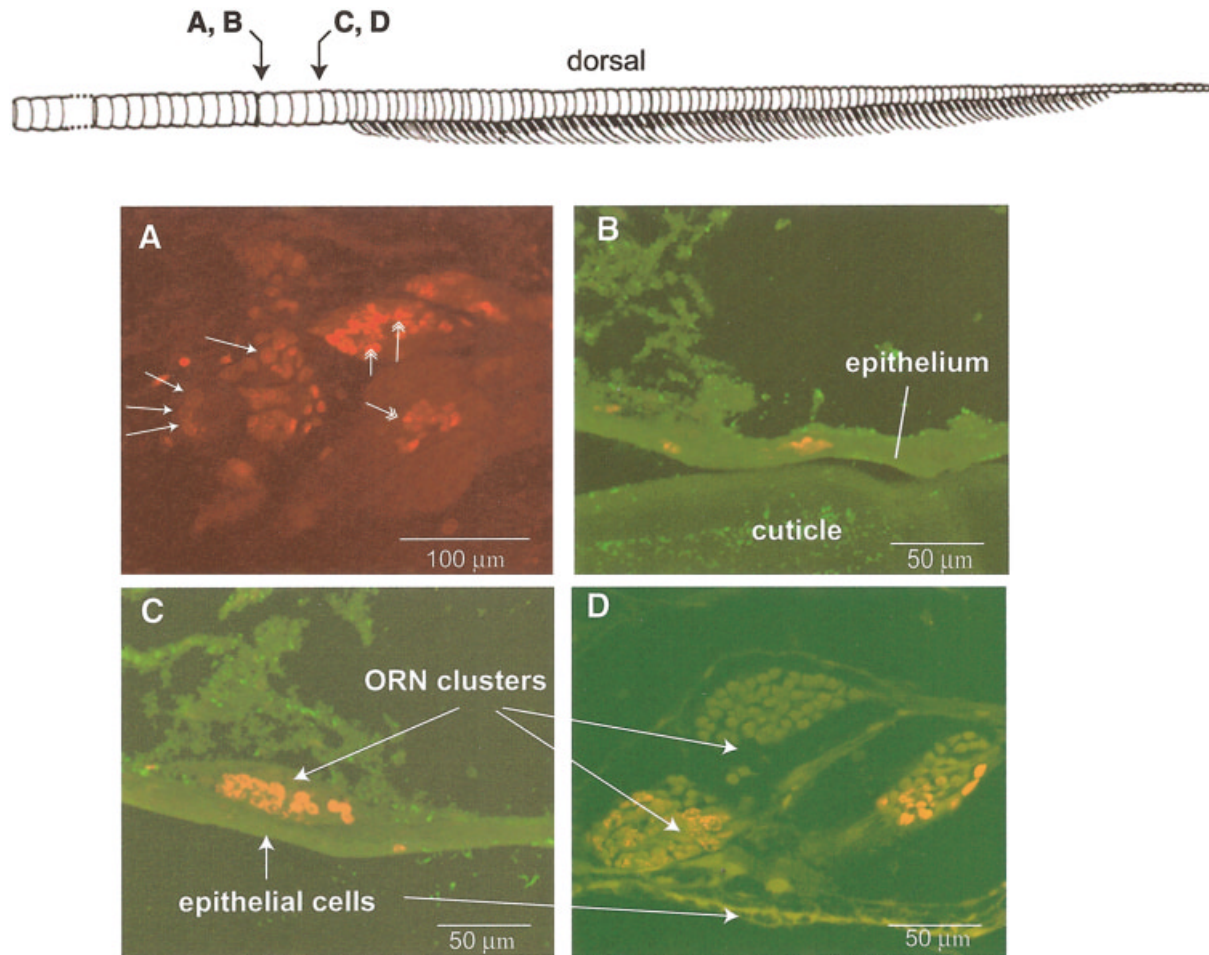 A, B
C, D
dorsal
A
100 μm
B
epithelium
cuticle
50 μm
C
ORN clusters
epithelial cells
50 μm
D
50 μm